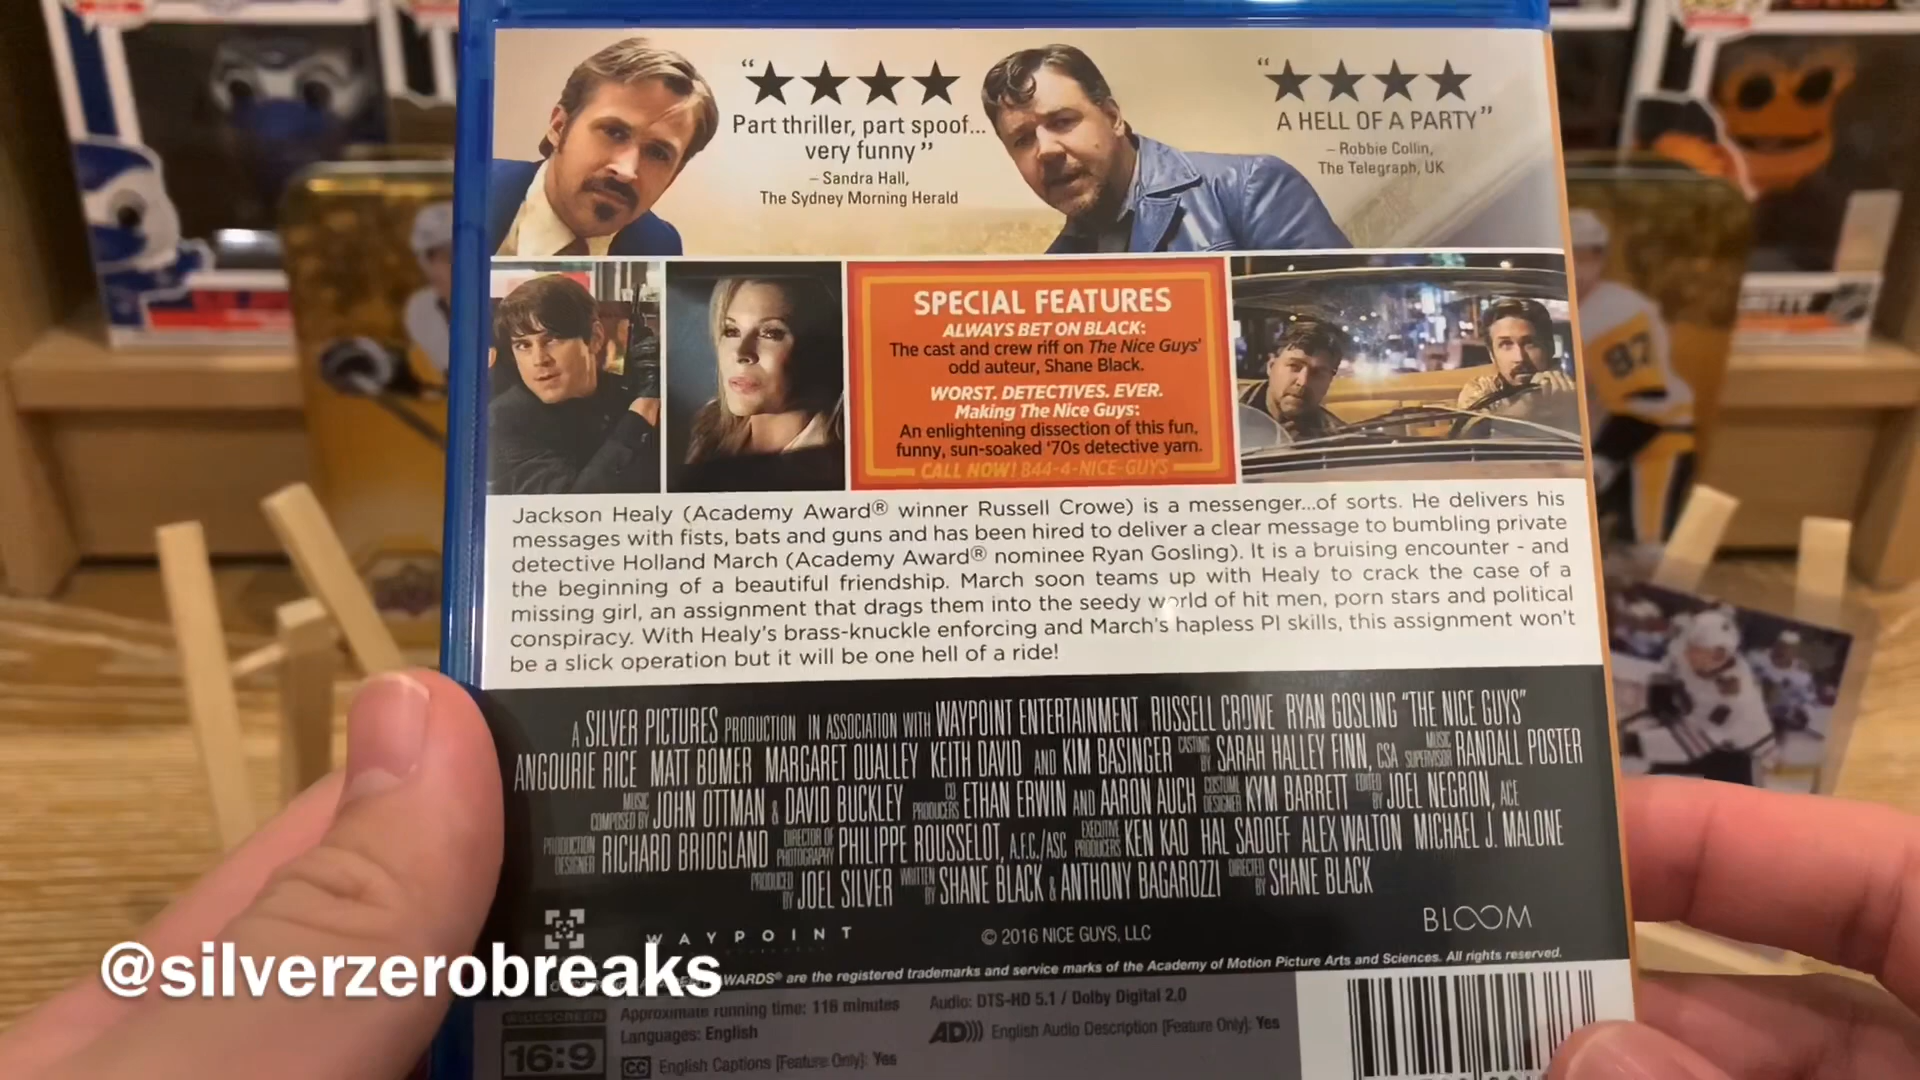 “★★★★
Part thriller, part spoof...
very funny”
– Sandra Hall,
The Sydney Morning Herald
“★★★★
A HELL OF A PARTY”
– Robbie Collin,
The Telegraph, UK
SPECIAL FEATURES
ALWAYS BET ON BLACK:
The cast and crew riff on The Nice Guys'
odd auteur, Shane Black.
WORST. DETECTIVES. EVER.
Making The Nice Guys:
An enlightening dissection of this fun,
funny, sun-soaked '70s detective yarn.
CALL NOW! 844-4-NICE-GUYS
87
Jackson Healy (Academy Award® winner Russell Crowe) is a messenger...of sorts. He delivers his
messages with fists, bats and guns and has been hired to deliver a clear message to bumbling private
detective Holland March (Academy Award® nominee Ryan Gosling). It is a bruising encounter - and
the beginning of a beautiful friendship. March soon teams up with Healy to crack the case of a
missing girl, an assignment that drags them into the seedy world of hit men, porn stars and political
conspiracy. With Healy's brass-knuckle enforcing and March's hapless PI skills, this assignment won't
be a slick operation but it will be one hell of a ride!
A SILVER PICTURES PRODUCTION IN ASSOCIATION WITH WAYPOINT ENTERTAINMENT RUSSELL CROWE RYAN GOSLING "THE NICE GUYS"
ANGOURIE RICE MATT BOMER MARGARET QUALLEY KEITH DAVID AND KIM BASINGER CASTING BY SARAH HALLEY FINN, CSA MUSIC SUPERVISOR RANDALL POSTER
MUSIC COMPOSED BY JOHN OTTMAN & DAVID BUCKLEY CO PRODUCERS ETHAN ERWIN AND AARON AUCH COSTUME DESIGNER KYM BARRETT EDITED BY JOEL NEGRON, ACE
PRODUCTION DESIGNER RICHARD BRIDGLAND DIRECTOR OF PHOTOGRAPHY PHILIPPE ROUSSELOT, A.F.C./ASC EXECUTIVE PRODUCERS KEN KAO HAL SADOFF ALEX WALTON MICHAEL J. MALONE
PRODUCED BY JOEL SILVER WRITTEN BY SHANE BLACK & ANTHONY BAGAROZZI DIRECTED BY SHANE BLACK
WAYPOINT
© 2016 NICE GUYS, LLC
BLOOM
@silverzerobreaks
AWARDS® are the registered trademarks and service marks of the Academy of Motion Picture Arts and Sciences. All rights reserved.
WIDESCREEN
16:9
Approximate running time: 116 minutes
Languages: English
CC English Captions [Feature Only]: Yes
Audio: DTS-HD 5.1 / Dolby Digital 2.0
AD))) English Audio Description [Feature Only]: Yes